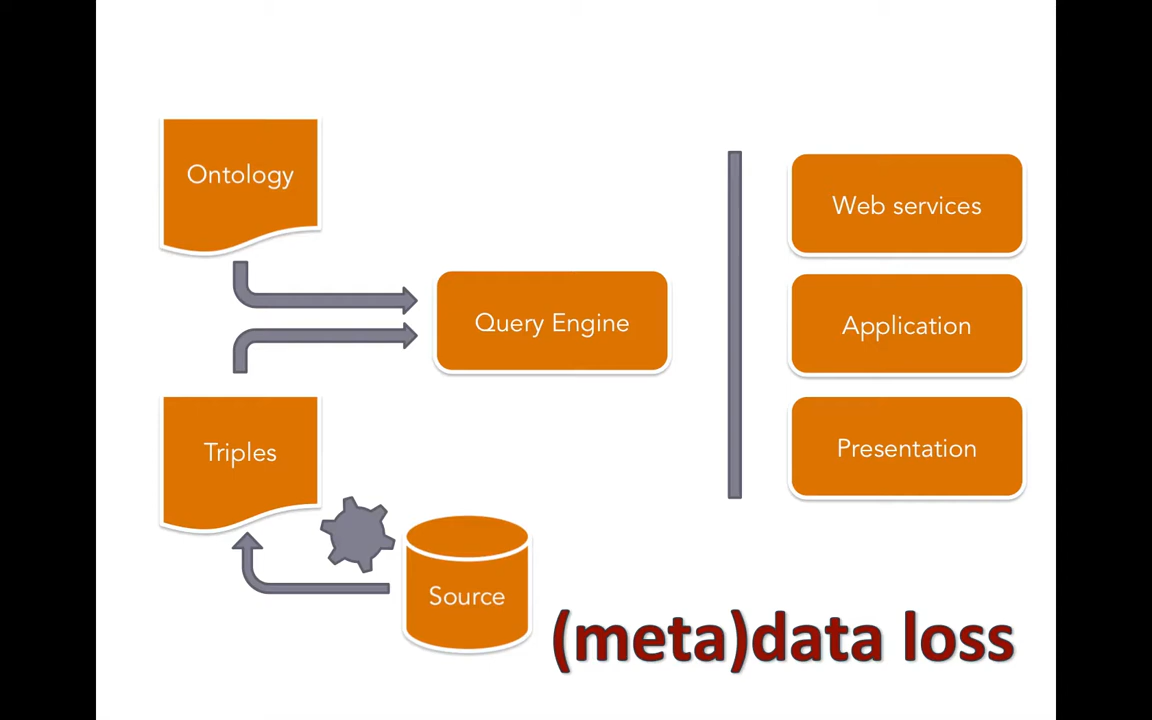 Ontology
Web services
Query Engine
Application
Triples
Presentation
Source
(meta)data loss